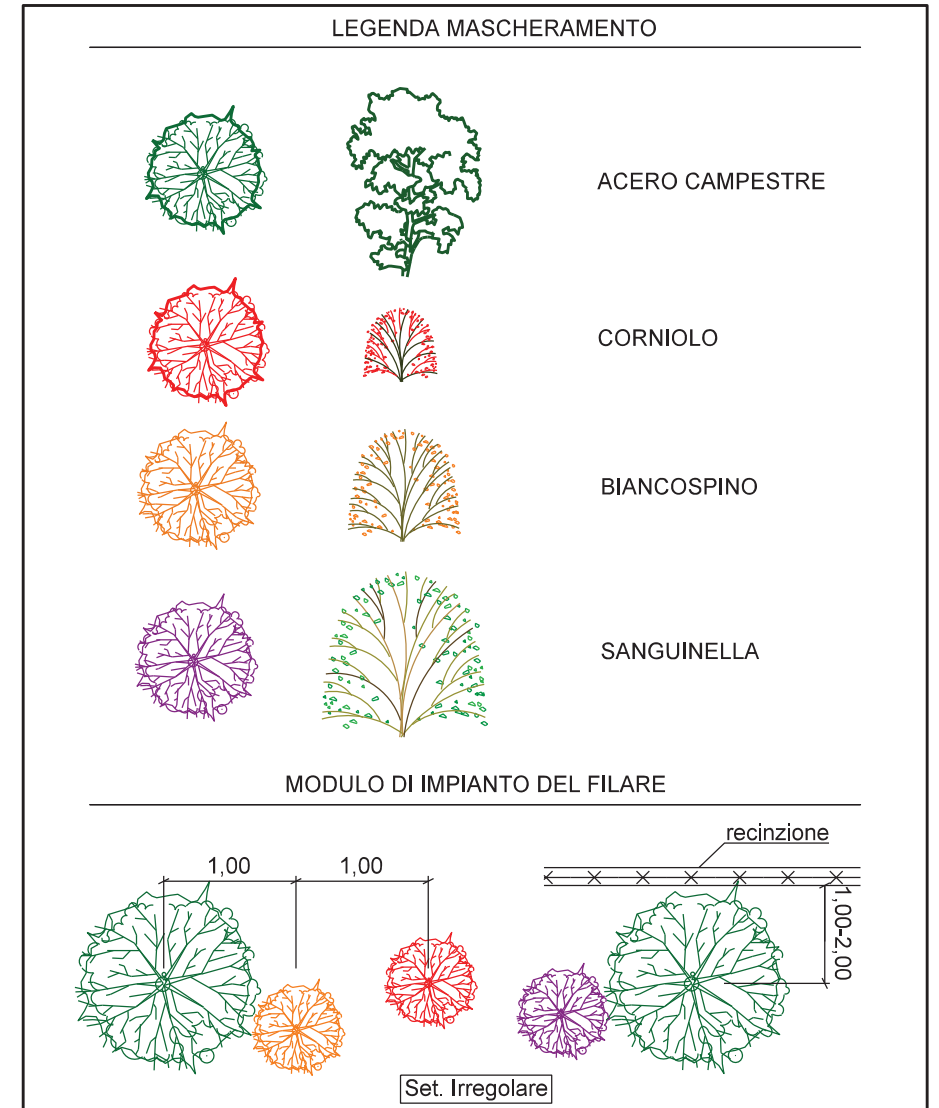 LEGENDA MASCHERAMENTO
ACERO CAMPESTRE
CORNIOLO
BIANCOSPINO
SANGUINELLA
MODULO DI IMPIANTO DEL FILARE
recinzione
1,00 1,00
1,00-2,00
Set. Irregolare